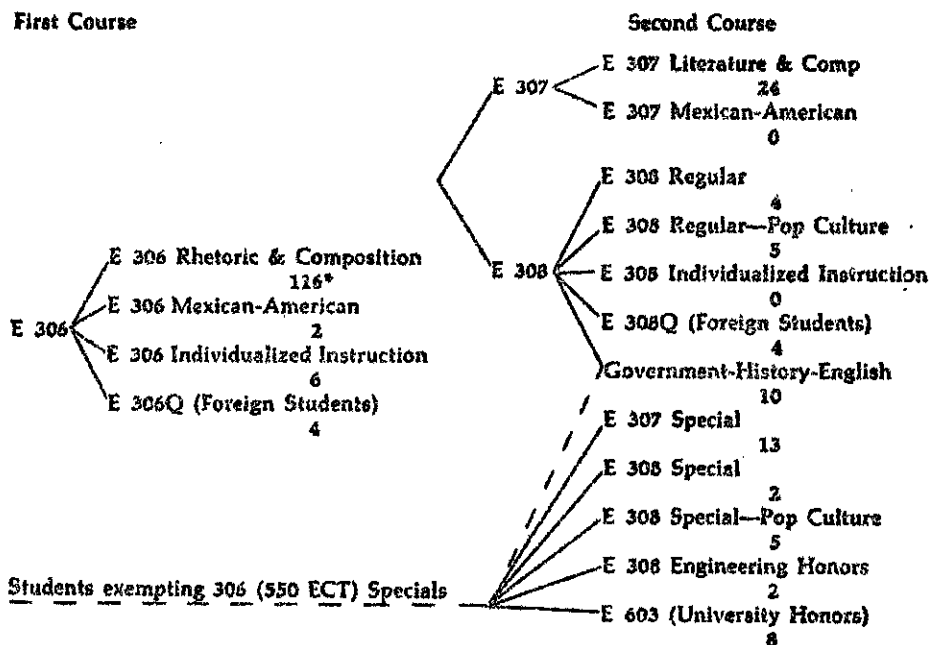 First Course
E 306
E 306 Rhetoric & Composition
126*
E 306 Mexican-American
2
E 306 Individualized Instruction
6
E 306Q (Foreign Students)
4
Students exempting 306 (550 ECT) Specials
Second Course
E 307
E 307 Literature & Comp
24
E 307 Mexican-American
0
E 308
E 308 Regular
4
E 308 Regular—Pop Culture
5
E 308 Individualized Instruction
0
E 308Q (Foreign Students)
4
Government-History-English
10
E 307 Special
13
E 308 Special
2
E 308 Special—Pop Culture
5
E 308 Engineering Honors
2
E 603 (University Honors)
8